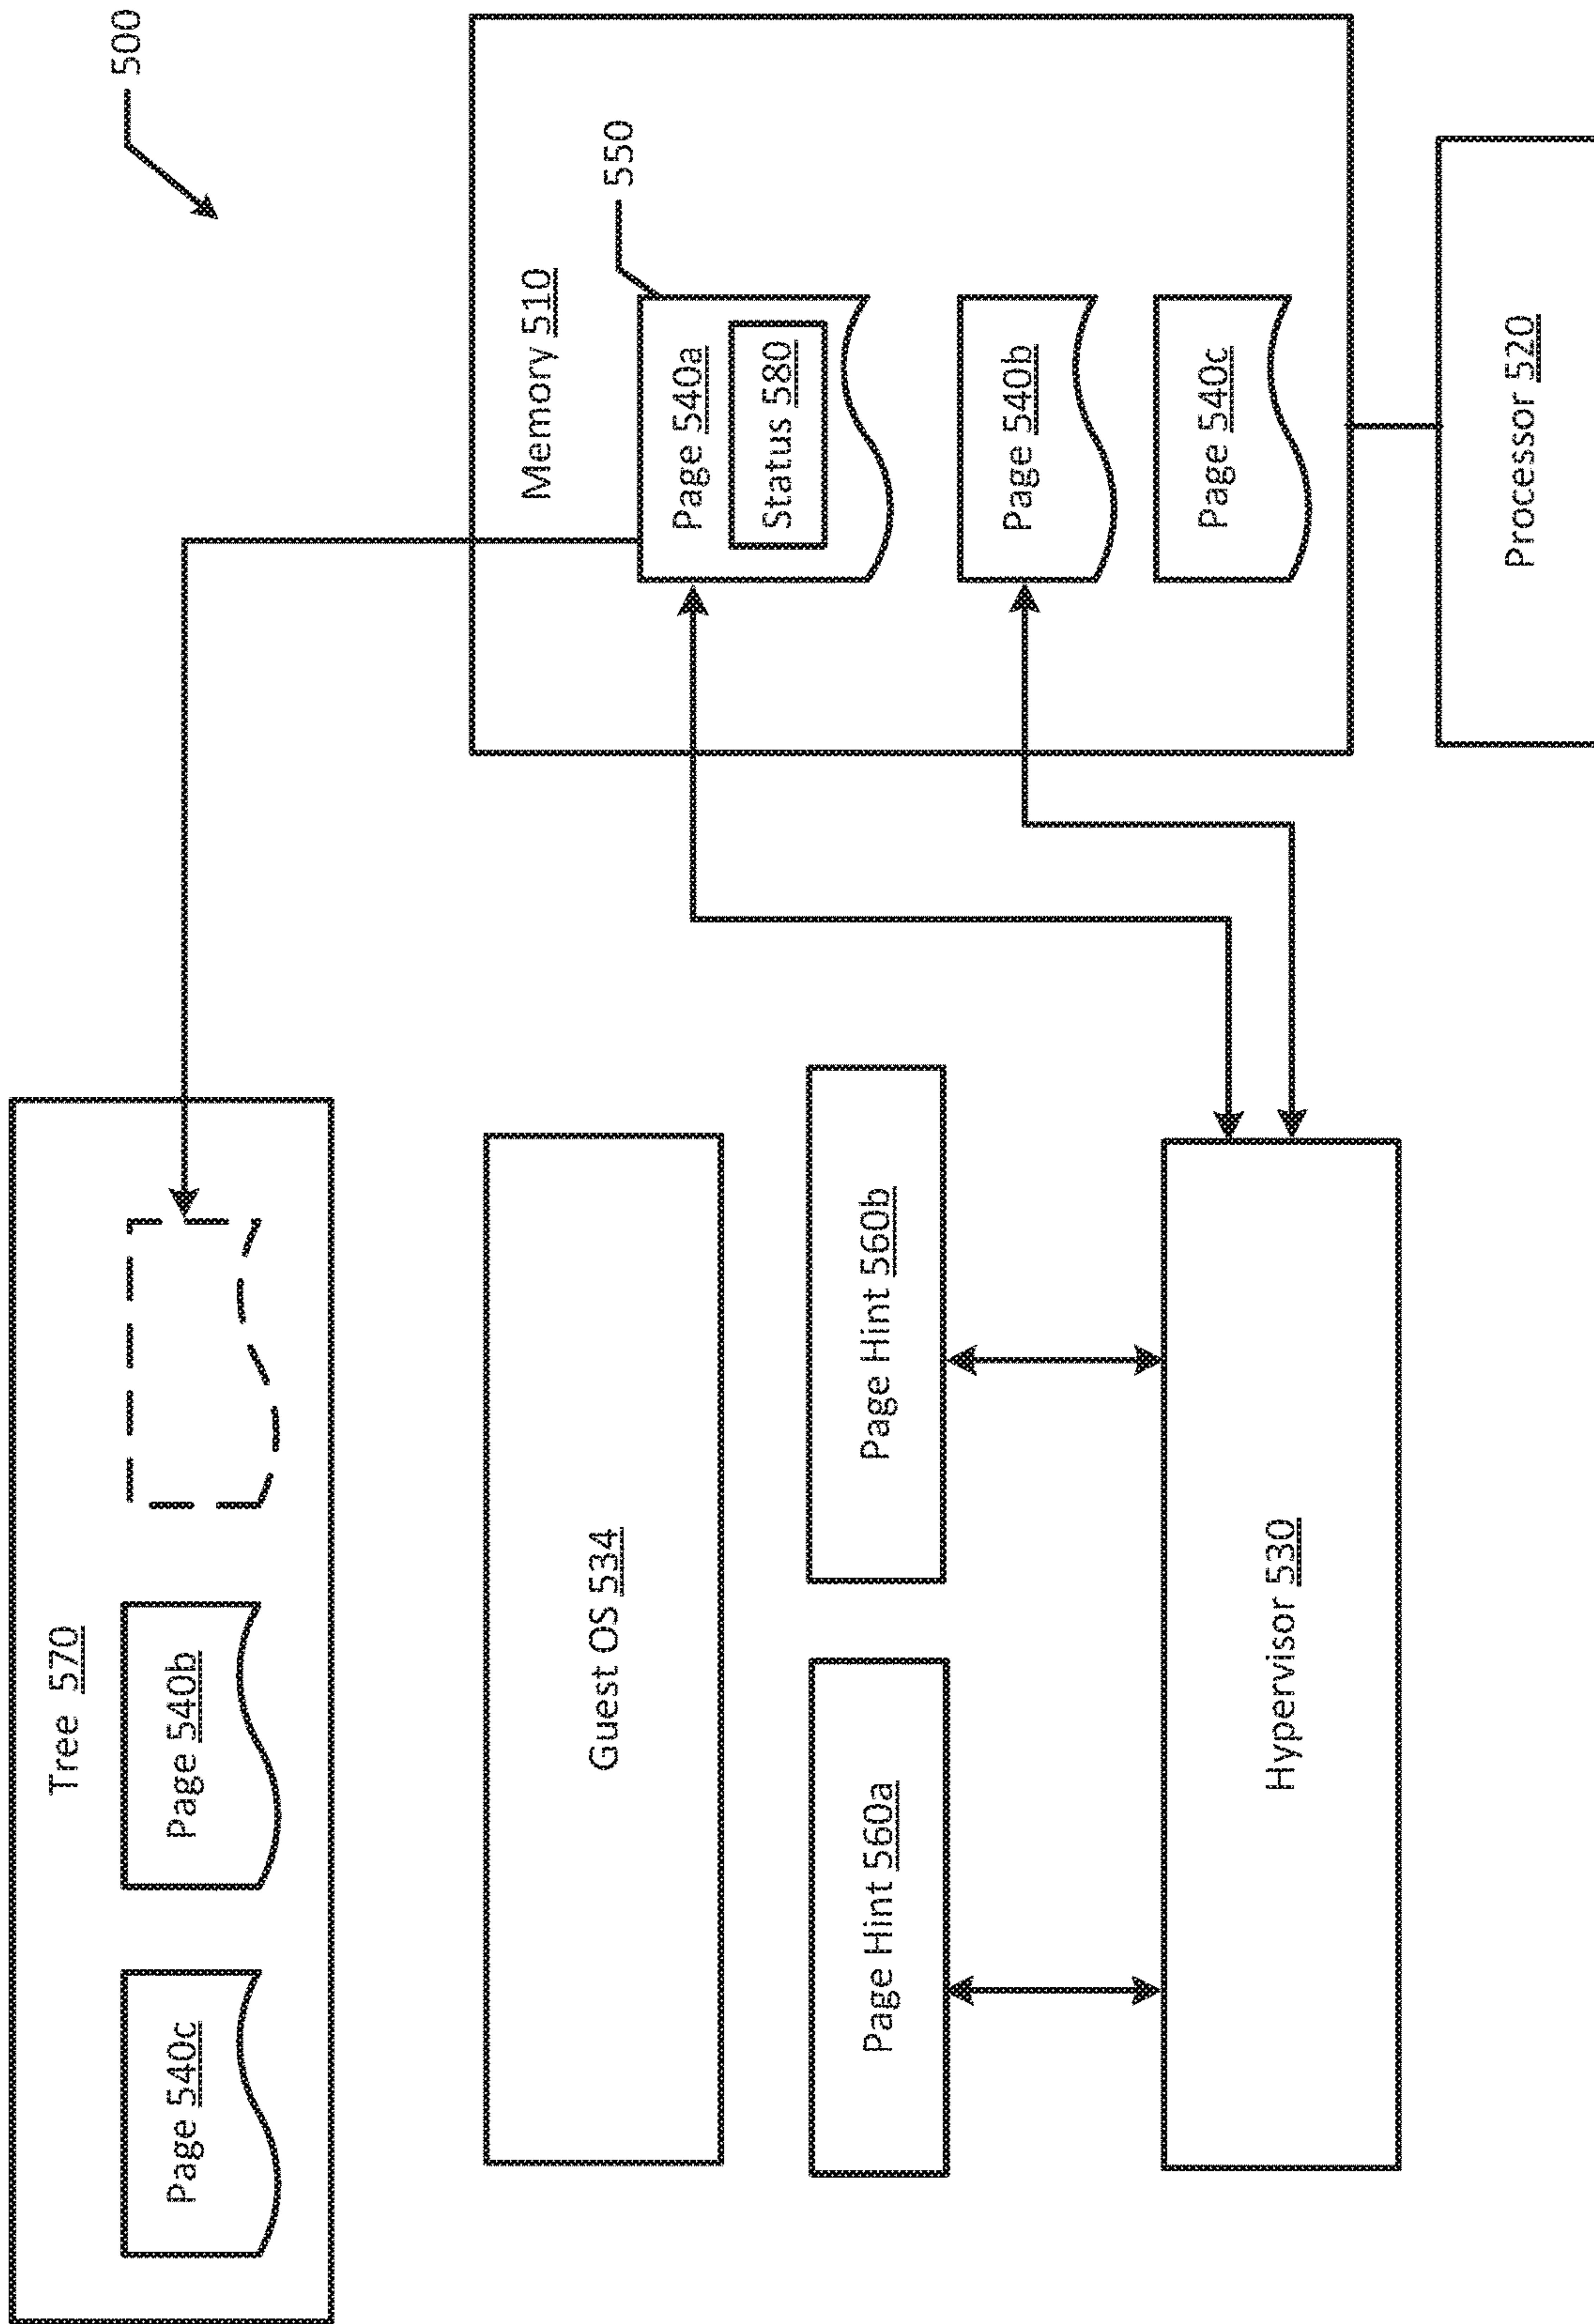 500
Tree 570
Page 540c
Page 540b
Guest OS 534
Page Hint 560a
Page Hint 560b
Hypervisor 530
Memory 510
550
Page 540a
Status 580
Page 540b
Page 540c
Processor 520